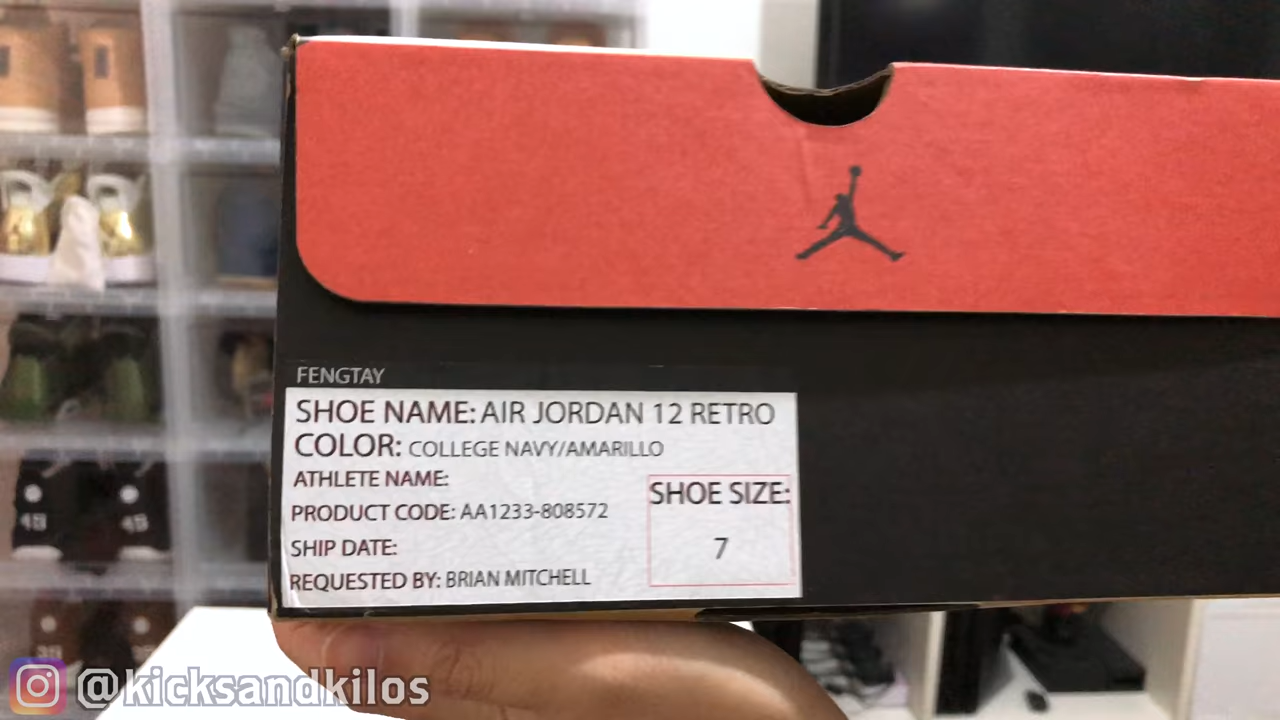 FENGTAY
SHOE NAME: AIR JORDAN 12 RETRO
COLOR: COLLEGE NAVY/AMARILLO
ATHLETE NAME:
PRODUCT CODE: AA1233-808572
SHIP DATE:
REQUESTED BY: BRIAN MITCHELL
SHOE SIZE:
7
@kicksandkilos